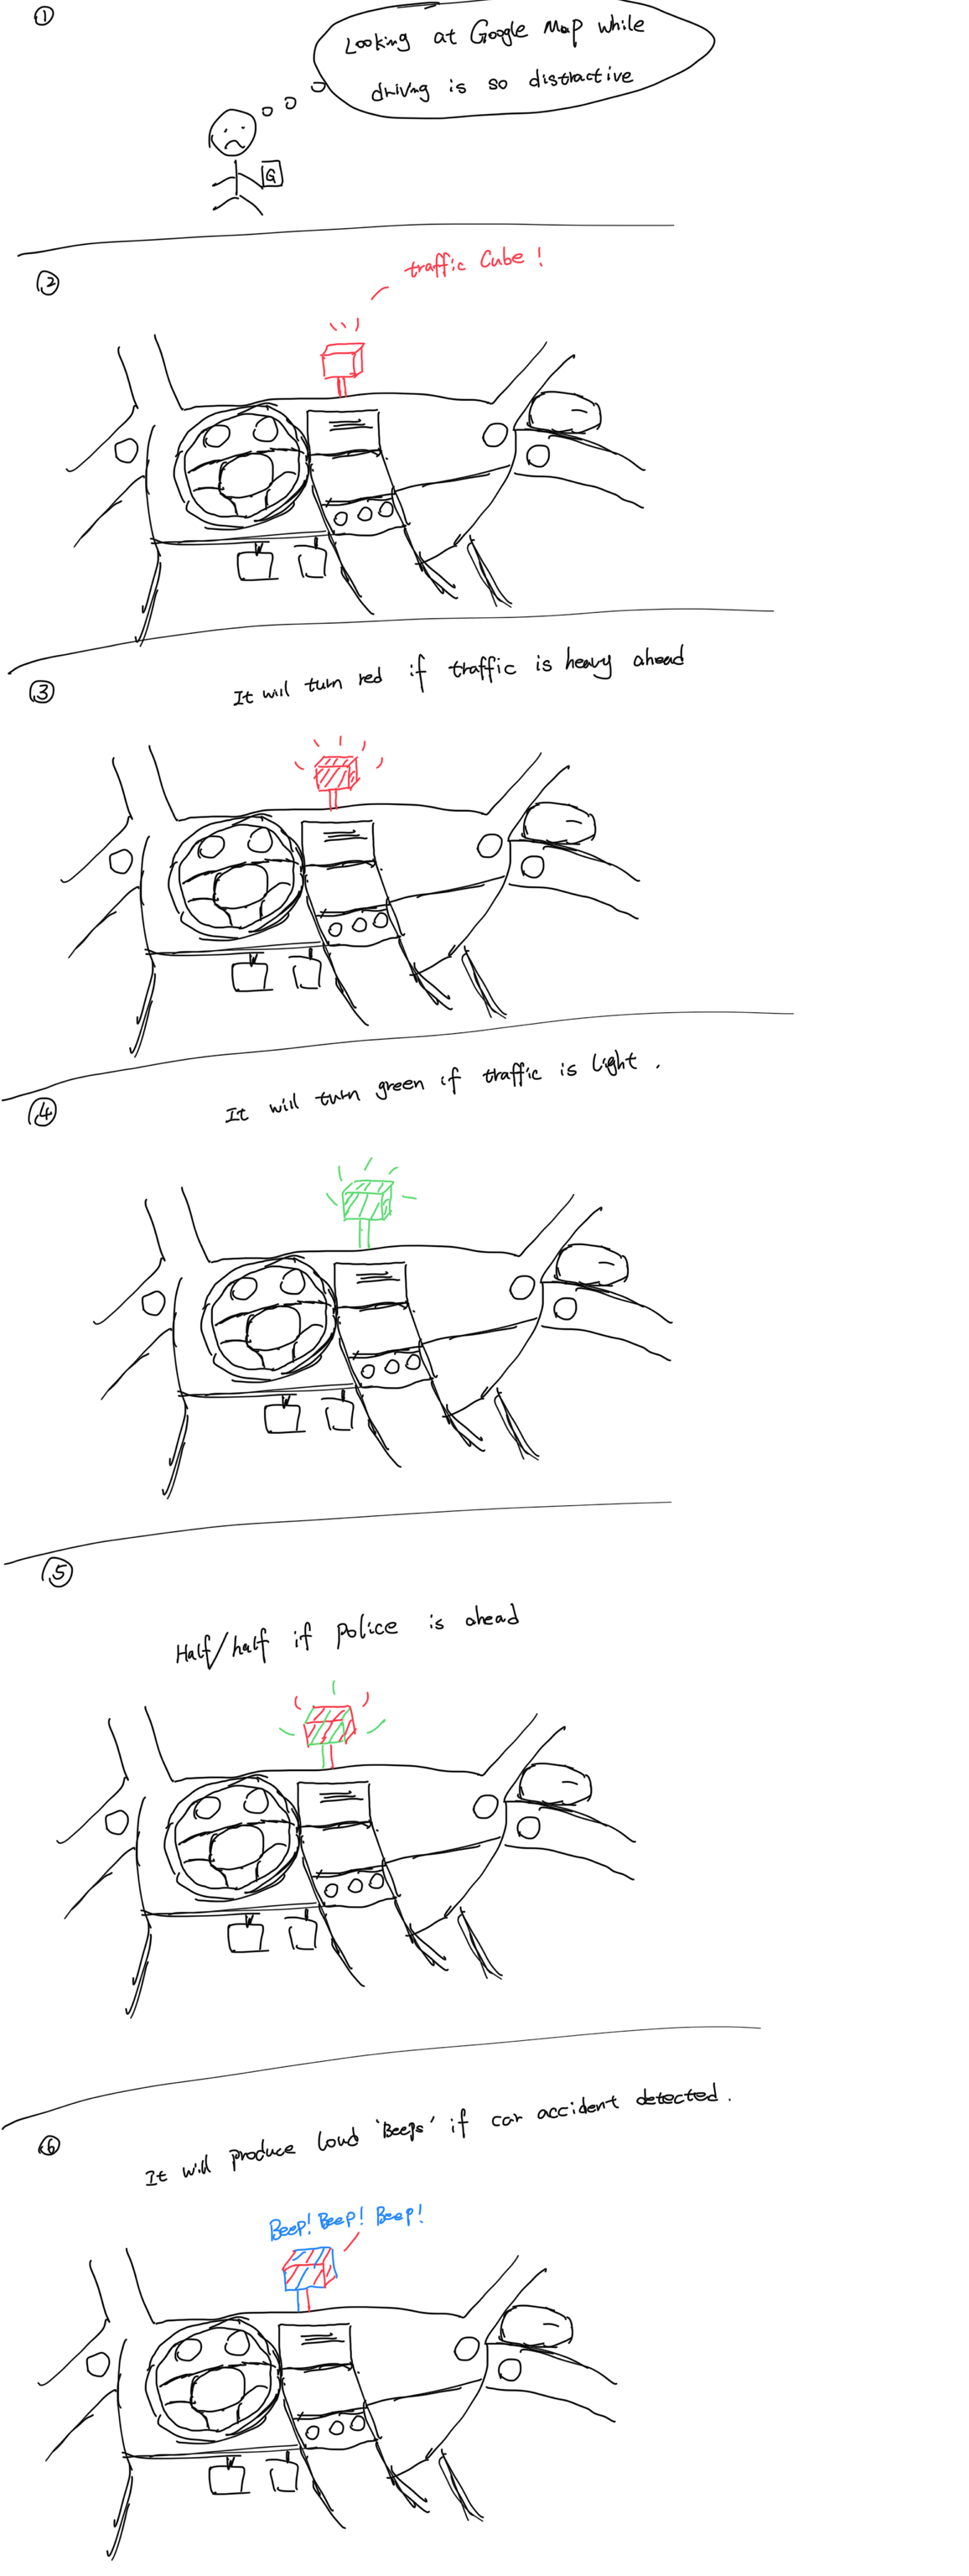 ①
Looking at Google Map while
driving is so distractive
G
②
traffic Cube !
③
It will turn red if traffic is heavy ahead
④
It will turn green if traffic is light .
⑤
Half/half if police is ahead
⑥
It will produce loud 'Beeps' if car accident detected .
Beep! Beep! Beep!